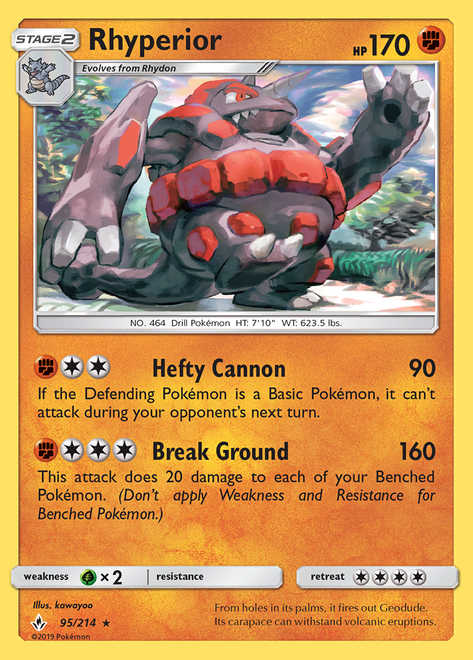 STAGE2 Rhyperior HP170
Evolves from Rhydon
NO. 464 Drill Pokémon HT: 7'10" WT: 623.5 lbs.
Hefty Cannon 90
If the Defending Pokémon is a Basic Pokémon, it can't
attack during your opponent's next turn.
Break Ground 160
This attack does 20 damage to each of your Benched
Pokémon. (Don't apply Weakness and Resistance for
Benched Pokémon.)
weakness ×2 resistance retreat
Illus. kawayoo
95/214 ★
©2019 Pokémon
From holes in its palms, it fires out Geodude.
Its carapace can withstand volcanic eruptions.